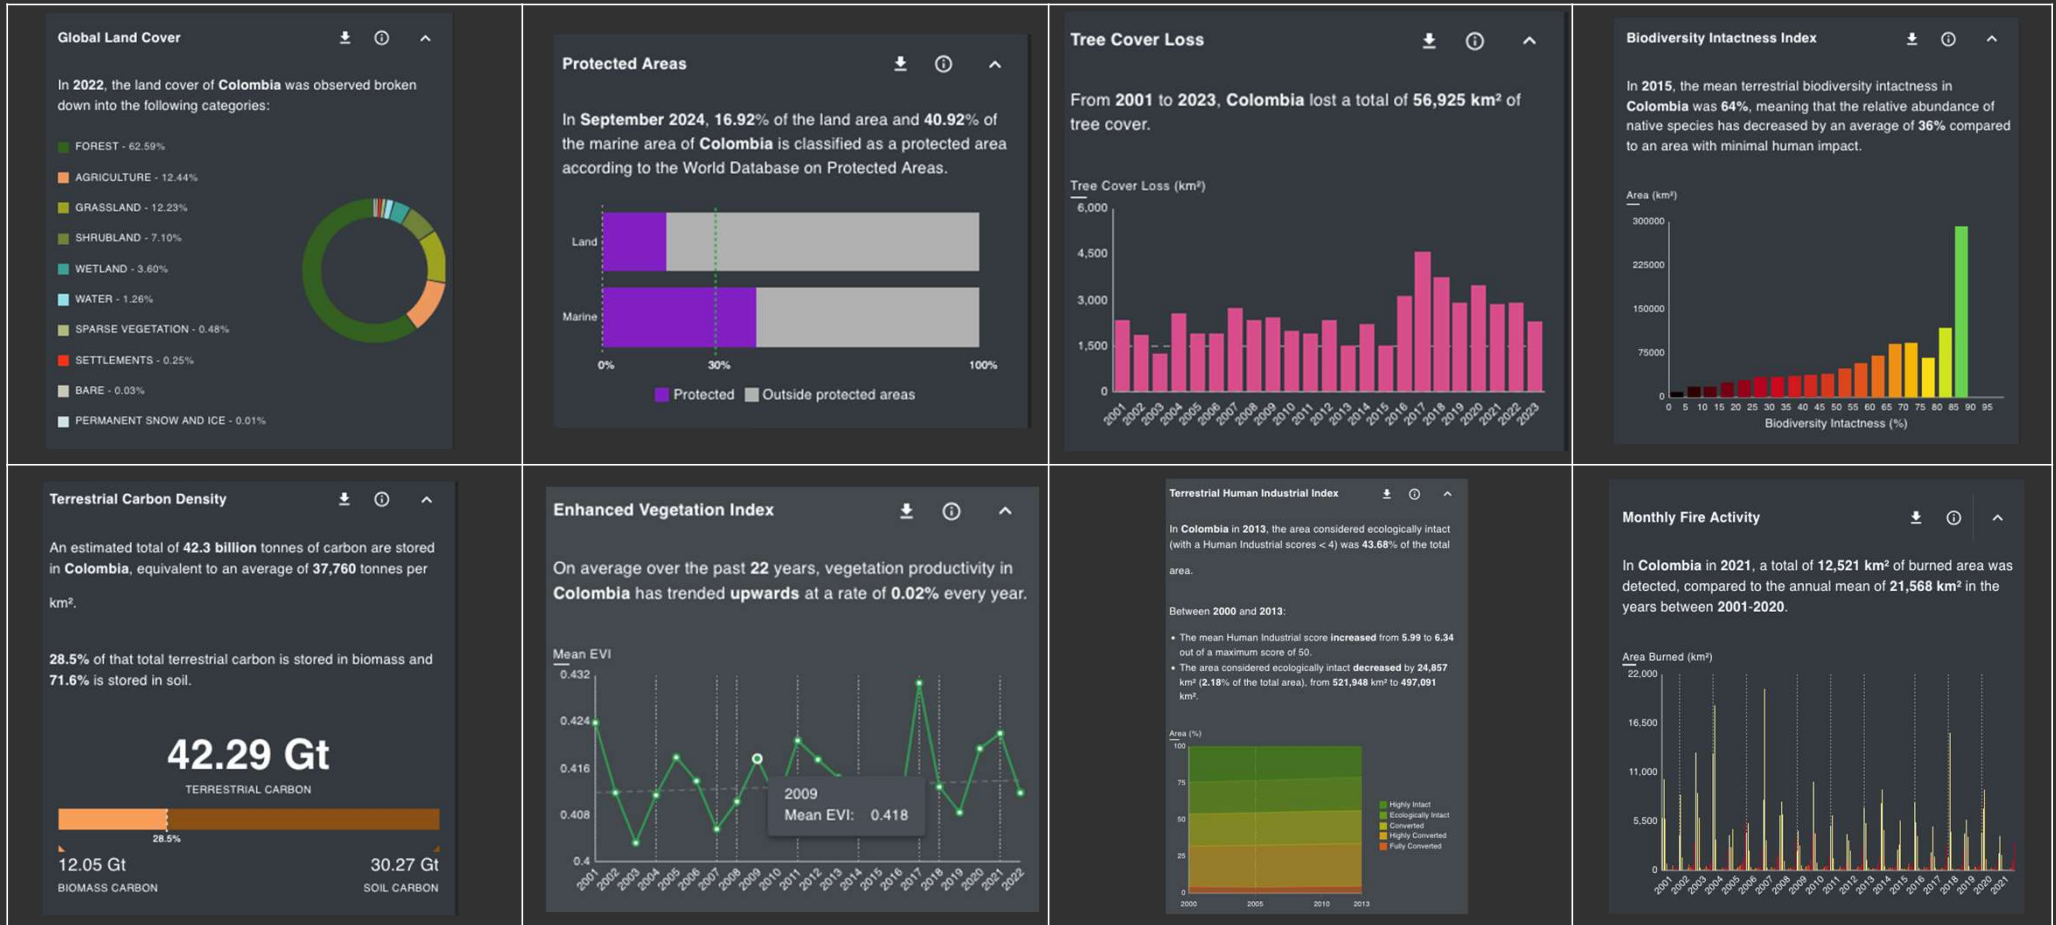 Global Land Cover
In 2022, the land cover of Colombia was observed broken
down into the following categories:
FOREST - 62.59%
AGRICULTURE - 12.44%
GRASSLAND - 12.23%
SHRUBLAND - 7.10%
WETLAND - 3.60%
WATER - 1.26%
SPARSE VEGETATION - 0.48%
SETTLEMENTS - 0.25%
BARE - 0.03%
PERMANENT SNOW AND ICE - 0.01%
Protected Areas
In September 2024, 16.92% of the land area and 40.92% of
the marine area of Colombia is classified as a protected area
according to the World Database on Protected Areas.
Land
Marine
0% 30% 100%
Protected Outside protected areas
Tree Cover Loss
From 2001 to 2023, Colombia lost a total of 56,925 km² of
tree cover.
Tree Cover Loss (km²)
6,000
4,500
3,000
1,500
0
2001 2002 2003 2004 2005 2006 2007 2008 2009 2010 2011 2012 2013 2014 2015 2016 2017 2018 2019 2020 2021 2022 2023
Biodiversity Intactness Index
In 2015, the mean terrestrial biodiversity intactness in
Colombia was 64%, meaning that the relative abundance of
native species has decreased by an average of 36% compared
to an area with minimal human impact.
Area (km²)
300000
225000
150000
75000
0
0 5 10 15 20 25 30 35 40 45 50 55 60 65 70 75 80 85 90 95
Biodiversity Intactness (%)
Terrestrial Carbon Density
An estimated total of 42.3 billion tonnes of carbon are stored
in Colombia, equivalent to an average of 37,760 tonnes per
km².
28.5% of that total terrestrial carbon is stored in biomass and
71.6% is stored in soil.
42.29 Gt
TERRESTRIAL CARBON
28.5%
12.05 Gt 30.27 Gt
BIOMASS CARBON SOIL CARBON
Enhanced Vegetation Index
On average over the past 22 years, vegetation productivity in
Colombia has trended upwards at a rate of 0.02% every year.
Mean EVI
0.432
0.424
0.416
0.408
0.4
2009
Mean EVI: 0.418
2001 2002 2003 2004 2005 2006 2007 2008 2009 2010 2011 2012 2013 2014 2015 2016 2017 2018 2019 2020 2021 2022
Terrestrial Human Industrial Index
In Colombia in 2013, the area considered ecologically intact
(with a Human Industrial scores < 4) was 43.68% of the total
area.
Between 2000 and 2013:
• The mean Human Industrial score increased from 5.99 to 6.34
out of a maximum score of 50.
• The area considered ecologically intact decreased by 24,857
km² (2.18% of the total area), from 521,948 km² to 497,091
km².
Area (%)
100
75
50
25
0
2000 2005 2010 2013
Highly Intact
Ecologically Intact
Converted
Highly Converted
Fully Converted
Monthly Fire Activity
In Colombia in 2021, a total of 12,521 km² of burned area was
detected, compared to the annual mean of 21,568 km² in the
years between 2001-2020.
Area Burned (km²)
22,000
16,500
11,000
5,500
0
2001 2002 2003 2004 2005 2006 2007 2008 2009 2010 2011 2012 2013 2014 2015 2016 2017 2018 2019 2020 2021